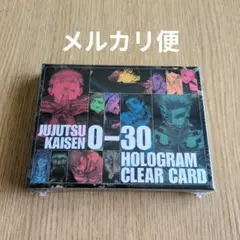 メルカリ便
JUJUTSU
KAISEN 0-30
HOLOGRAM
CLEAR CARD